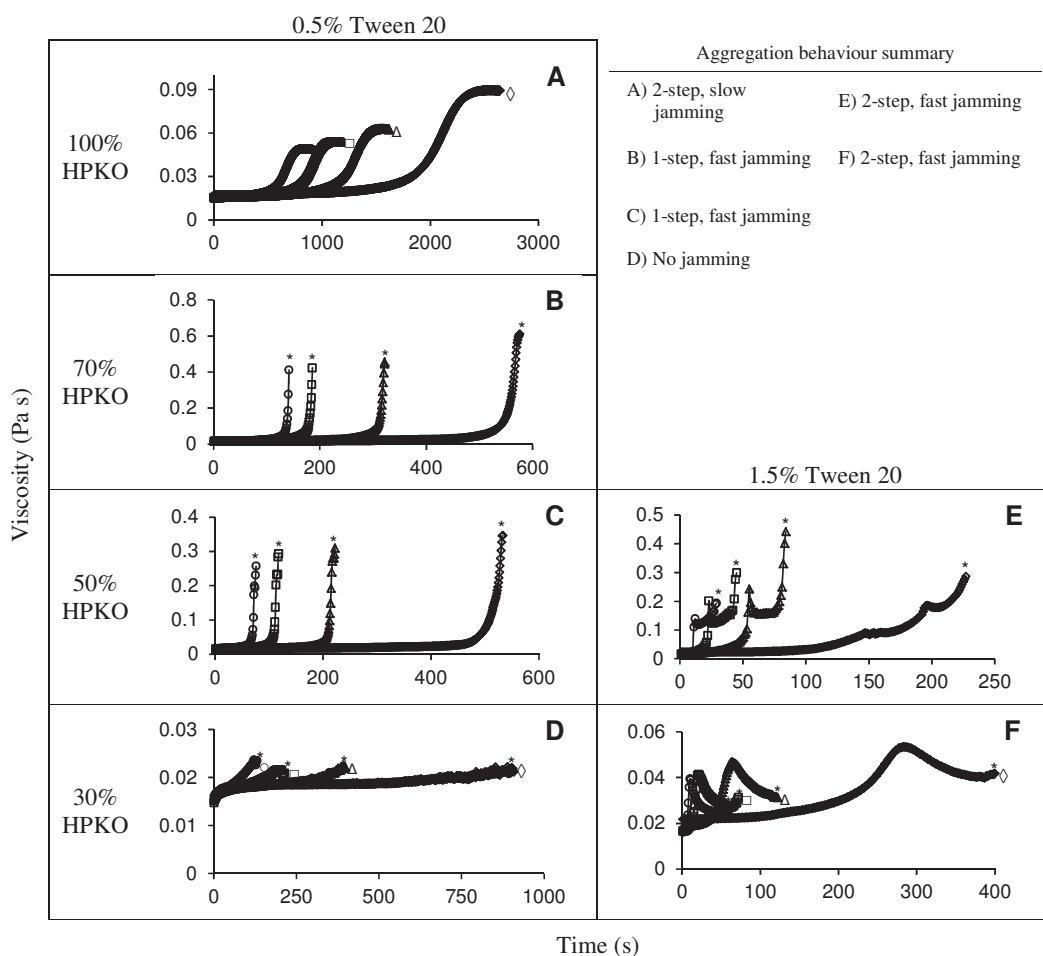 0.5% Tween 20
Aggregation behaviour summary
A) 2-step, slow
jamming
E) 2-step, fast jamming
B) 1-step, fast jamming
F) 2-step, fast jamming
C) 1-step, fast jamming
D) No jamming
Viscosity (Pa s)
100%
HPKO
A
0.09
0.06
0.03
0
0 1000 2000 3000
70%
HPKO
B
0.8
0.6
0.4
0.2
0
0 200 400 600
1.5% Tween 20
50%
HPKO
C
0.4
0.3
0.2
0.1
0
0 200 400 600
* * * *
E
0.5
0.4
0.3
0.2
0.1
0
0 50 100 150 200 250
30%
HPKO
D
0.03
0.02
0.01
0
0 250 500 750 1000
F
0.06
0.04
0.02
0
0 100 200 300 400
Time (s)